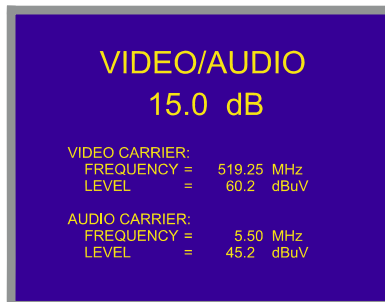 VIDEO/AUDIO
15.0 dB
VIDEO CARRIER:
FREQUENCY = 519.25 MHz
LEVEL = 60.2 dBuV
AUDIO CARRIER:
FREQUENCY = 5.50 MHz
LEVEL = 45.2 dBuV